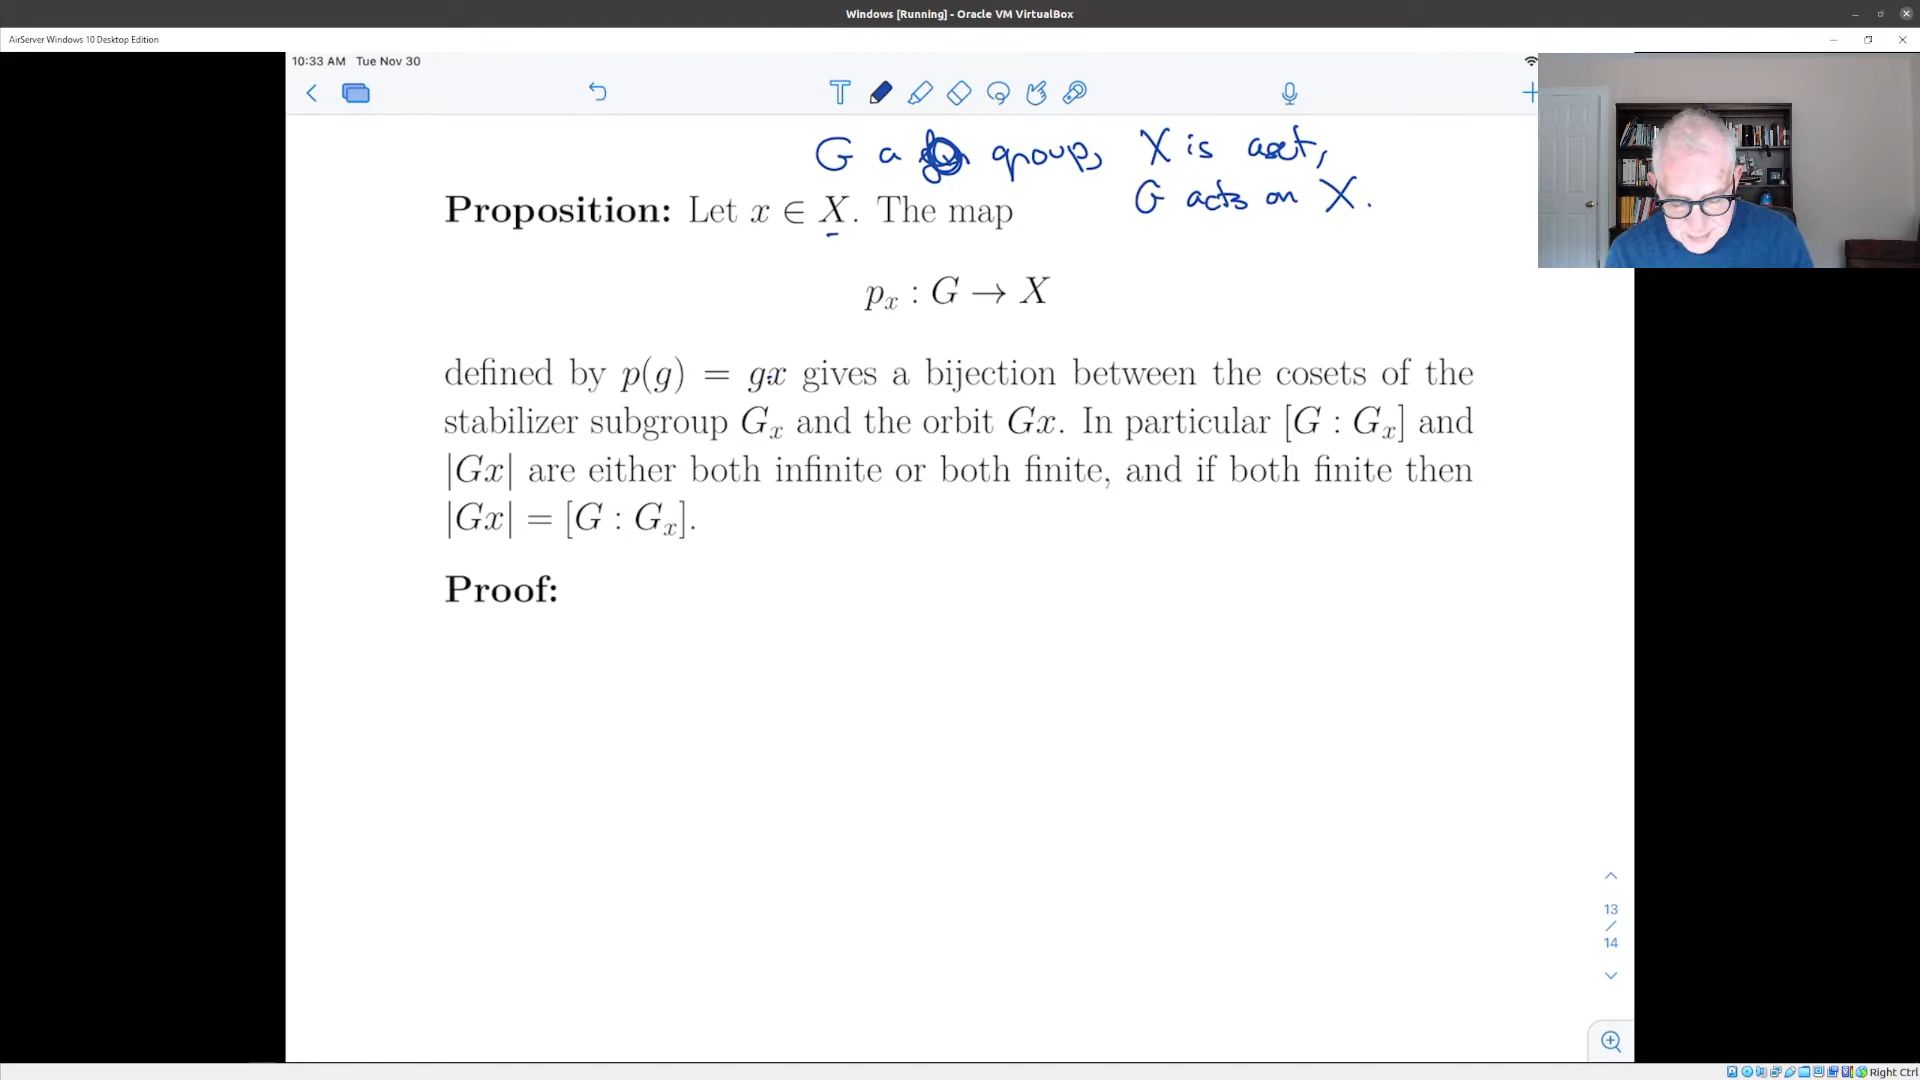 Windows [Running] - Oracle VM VirtualBox
AirServer Windows 10 Desktop Edition
10:33 AM Tue Nov 30
G a group, X is a set,
G acts on X.
Proposition: Let x ∈ X. The map
pₓ : G → X
defined by p(g) = gx gives a bijection between the cosets of the
stabilizer subgroup Gₓ and the orbit Gx. In particular [G : Gₓ] and
|Gx| are either both infinite or both finite, and if both finite then
|Gx| = [G : Gₓ].
Proof:
13
/
14
Right Ctrl